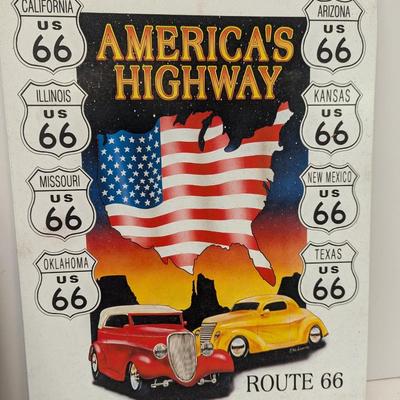 CALIFORNIA
US
66
ILLINOIS
US
66
MISSOURI
US
66
OKLAHOMA
US
66
AMERICA'S
HIGHWAY
ARIZONA
US
66
KANSAS
US
66
NEW MEXICO
US
66
TEXAS
US
66
ROUTE 66